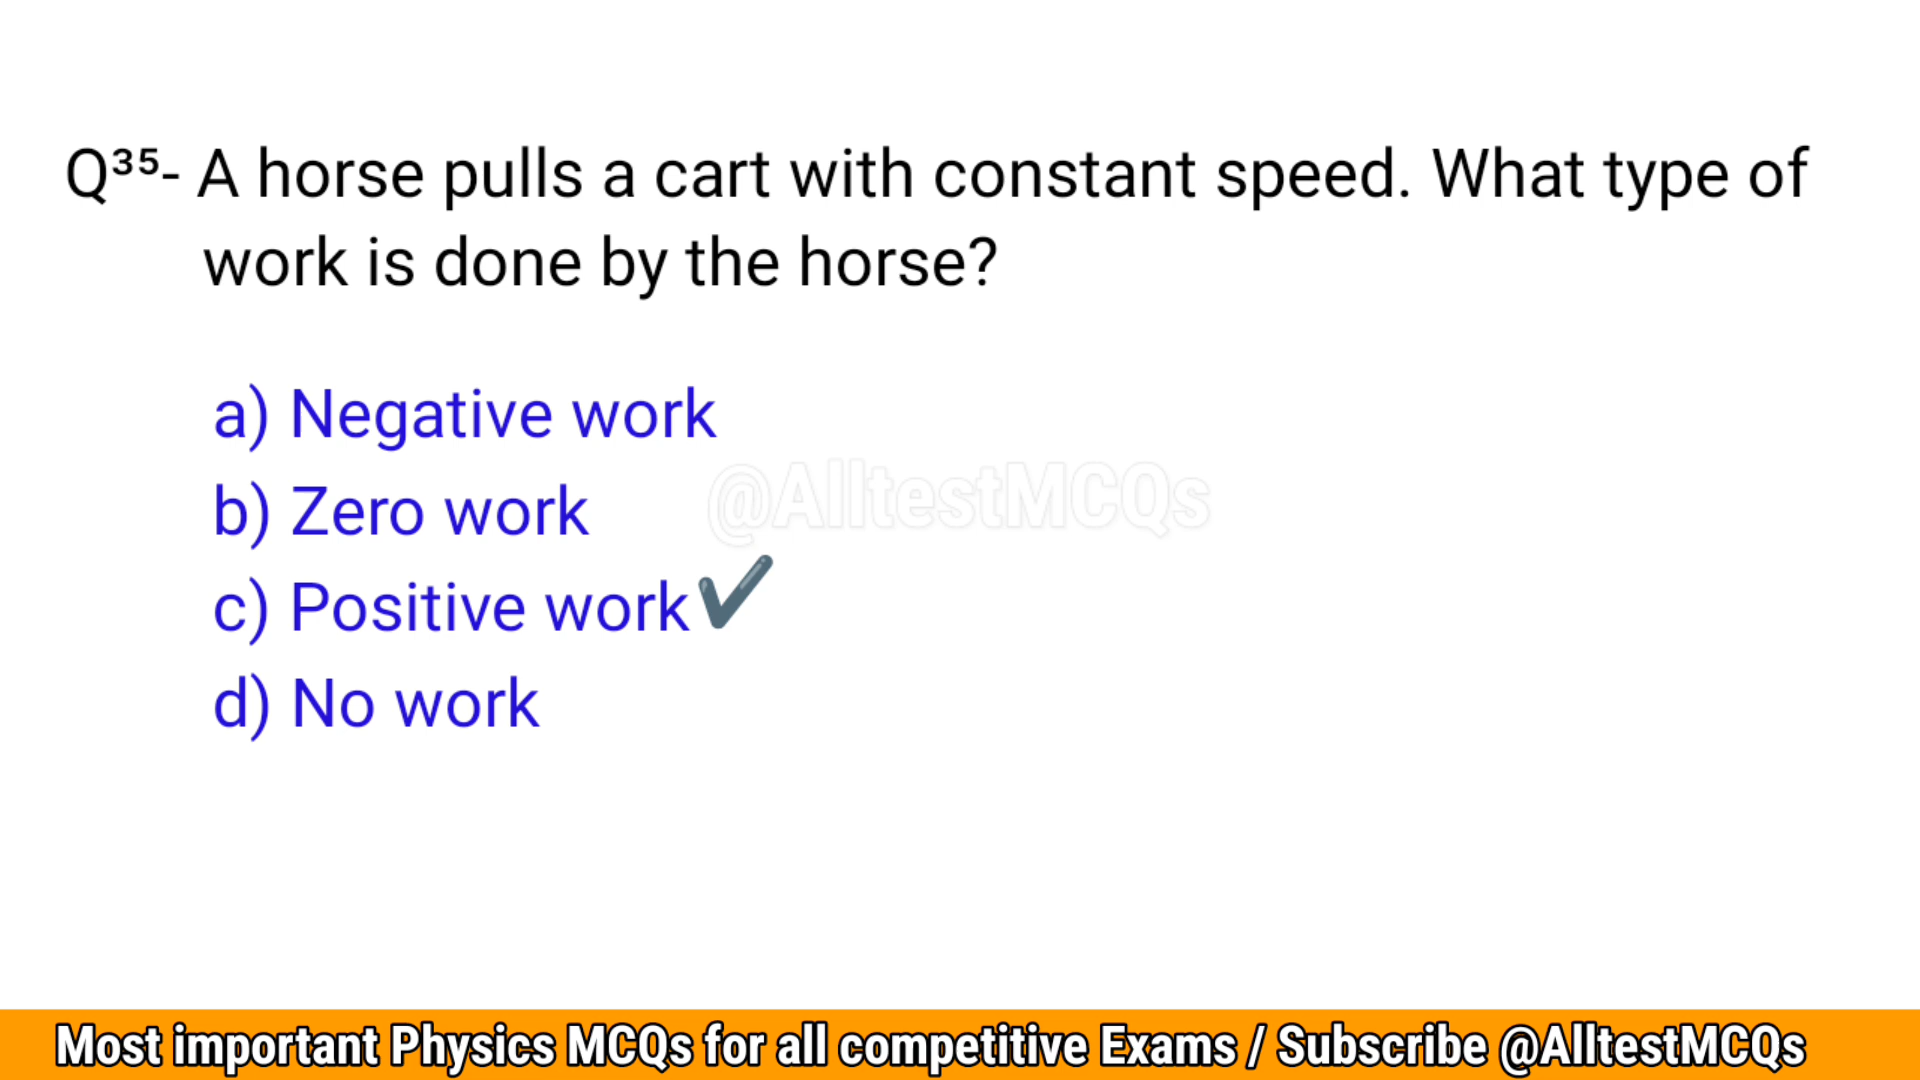 Q³⁵- A horse pulls a cart with constant speed. What type of
work is done by the horse?
a) Negative work
b) Zero work
@AlltestMCQs
c) Positive work✔
d) No work
Most important Physics MCQs for all competitive Exams / Subscribe @AlltestMCQs